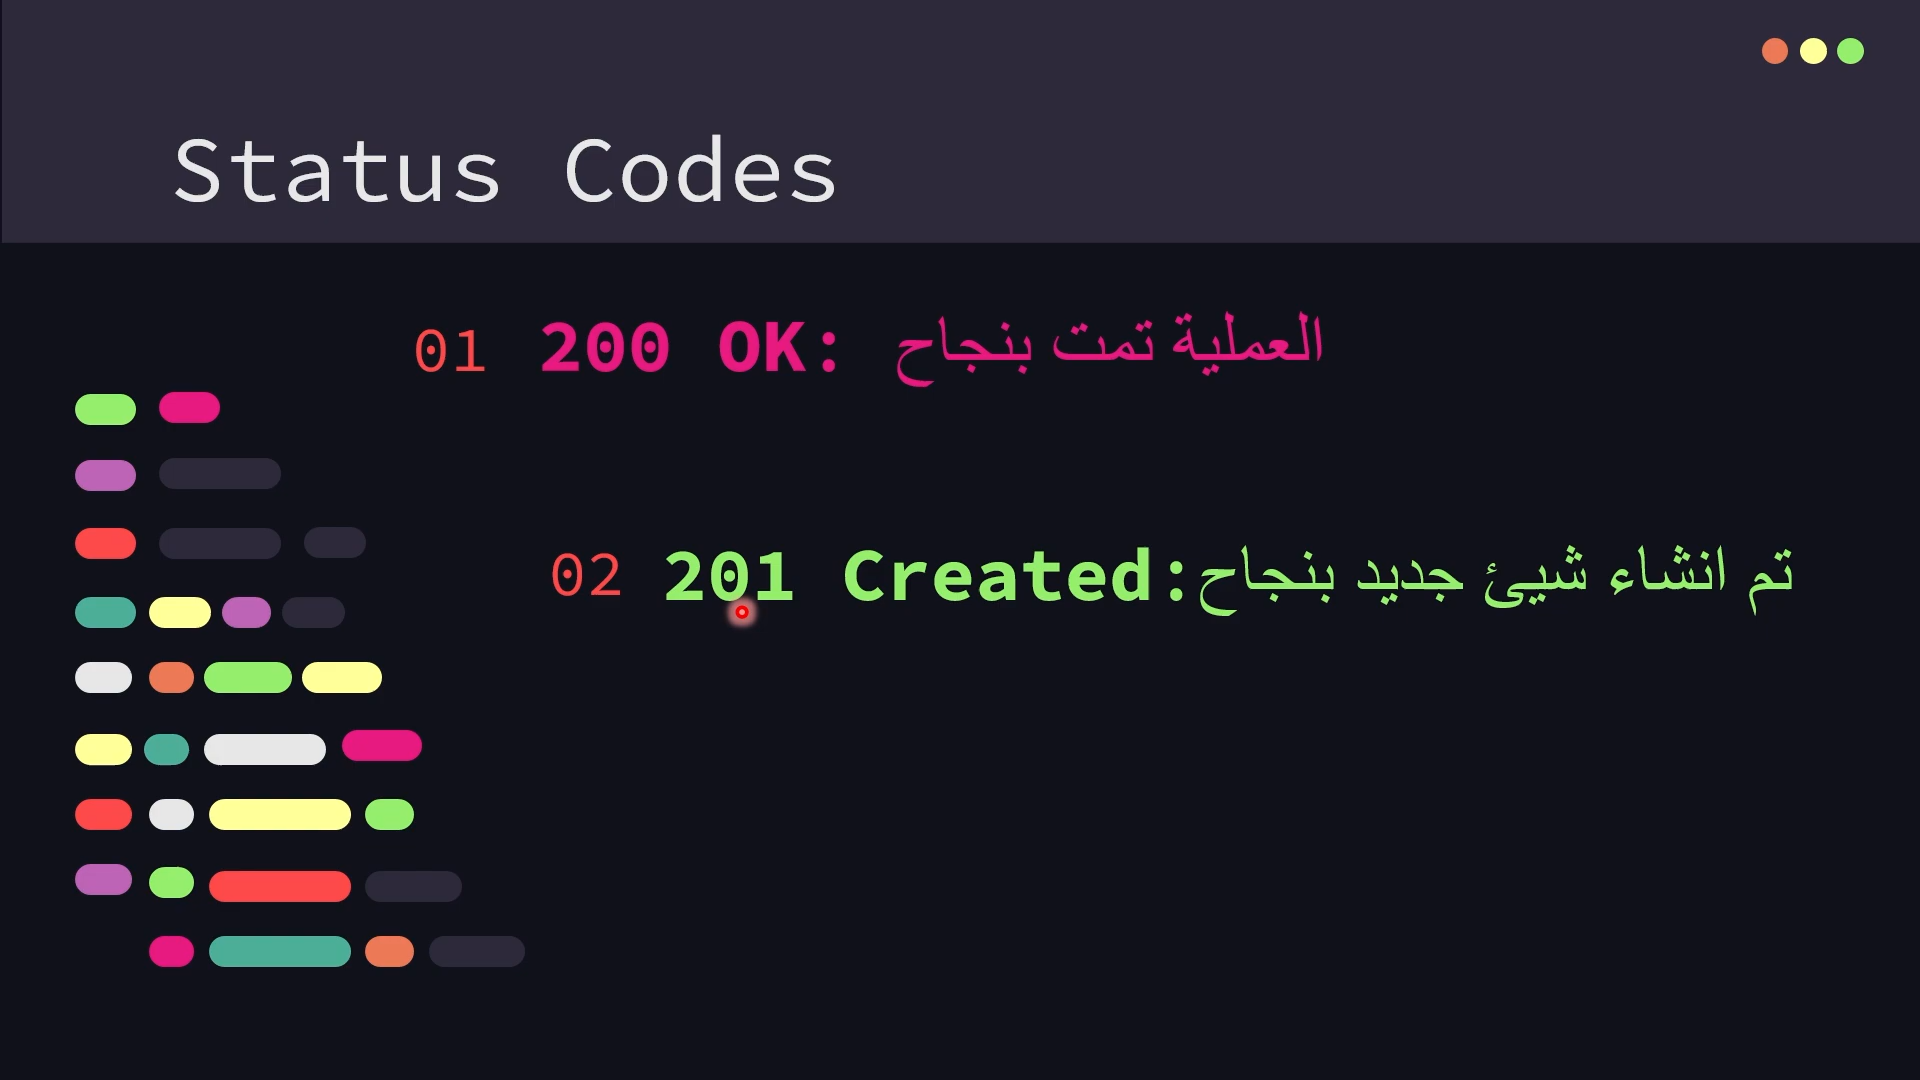 Status Codes
01 200 OK: العملية تمت بنجاح
02 201 Created:تم انشاء شيئ جديد بنجاح